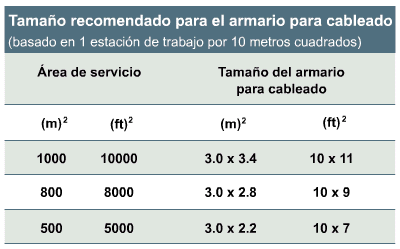 Tamaño recomendado para el armario para cableado
(basado en 1 estación de trabajo por 10 metros cuadrados)
Área de servicio Tamaño del armario
para cableado
(m)² (ft)² (m)² (ft)²
1000 10000 3.0 x 3.4 10 x 11
800 8000 3.0 x 2.8 10 x 9
500 5000 3.0 x 2.2 10 x 7